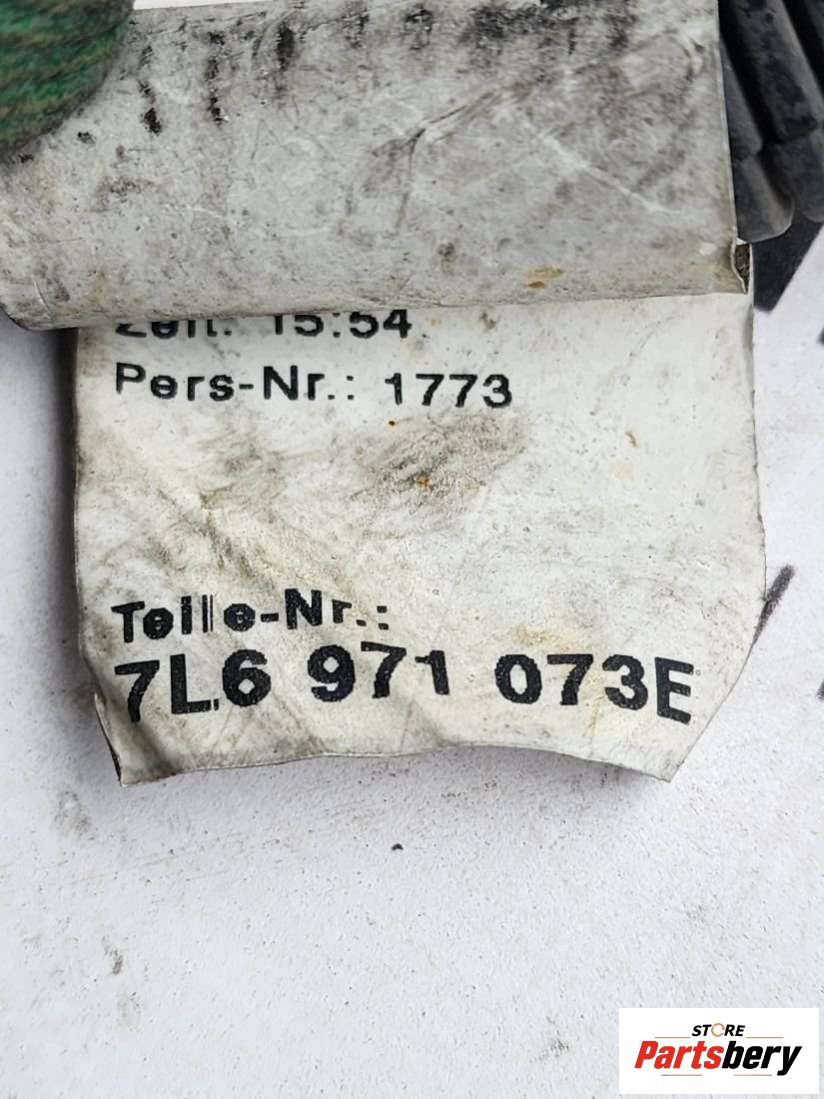 Zeit: 15:54
Pers-Nr.: 1773
Teile-Nr.:
7L6 971 073E
STORE
Partsbery